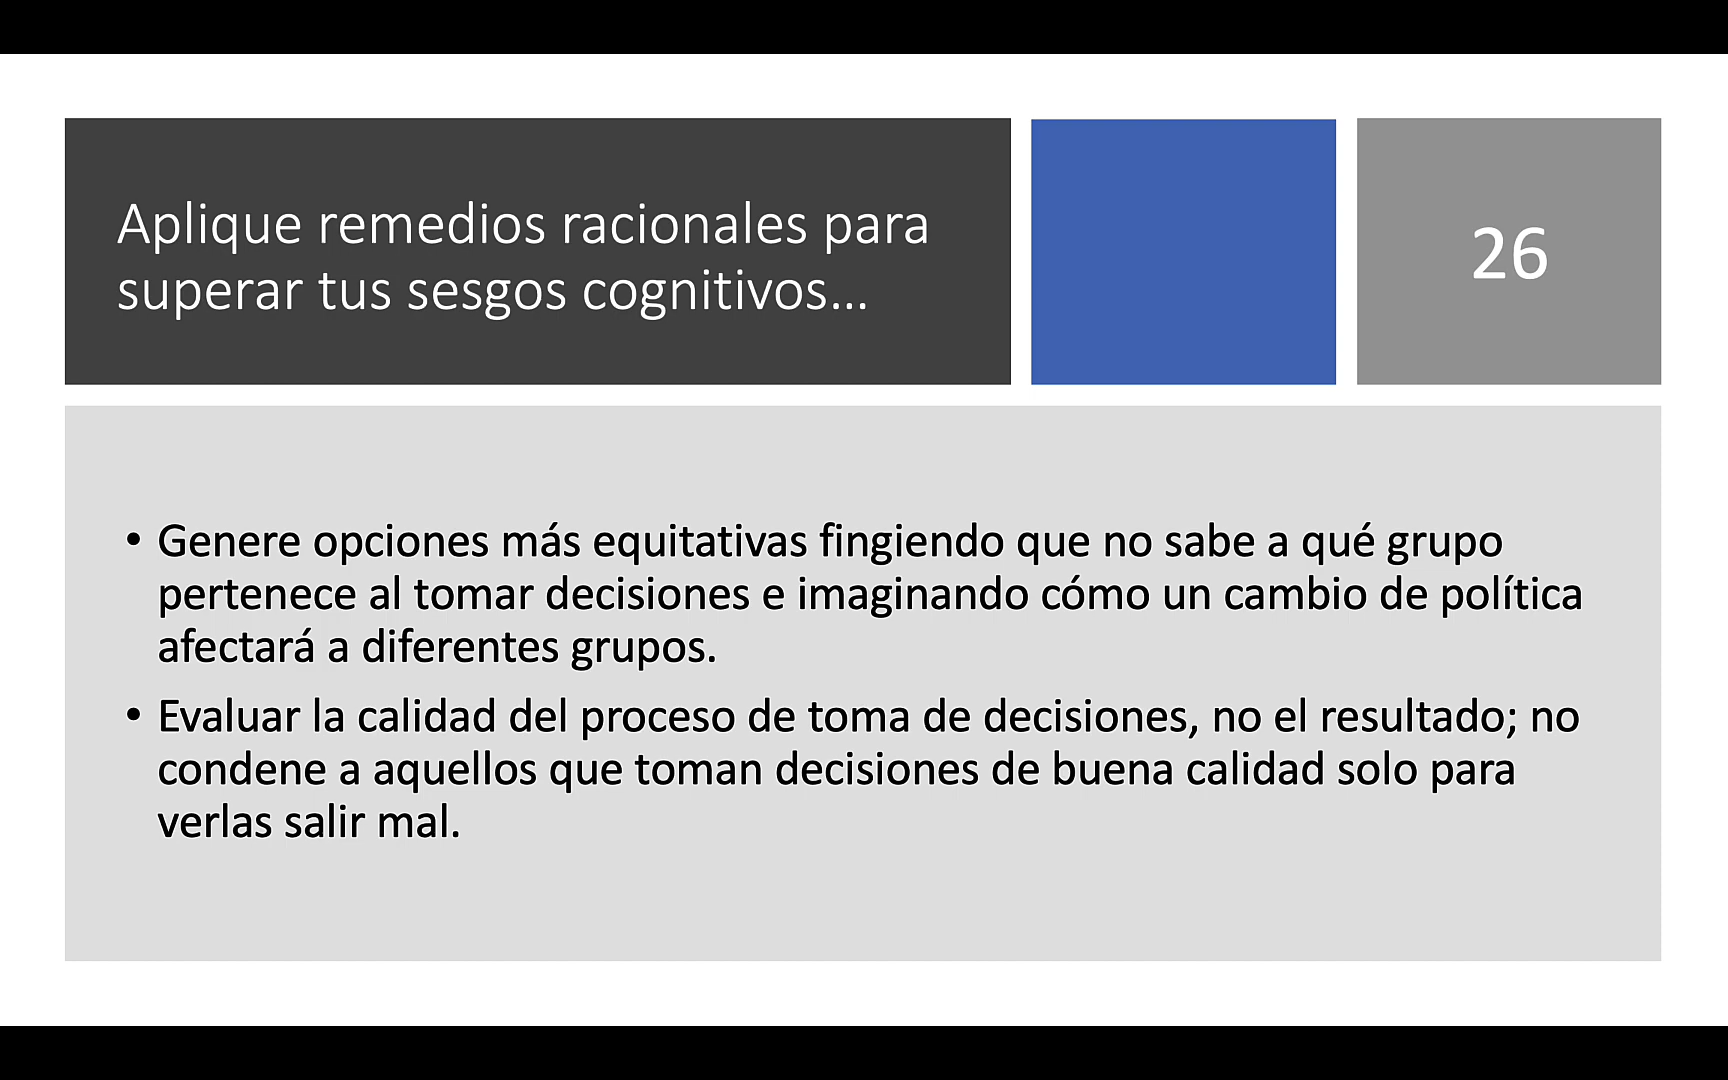 Aplique remedios racionales para
superar tus sesgos cognitivos...
26
• Genere opciones más equitativas fingiendo que no sabe a qué grupo
pertenece al tomar decisiones e imaginando cómo un cambio de política
afectará a diferentes grupos.
• Evaluar la calidad del proceso de toma de decisiones, no el resultado; no
condene a aquellos que toman decisiones de buena calidad solo para
verlas salir mal.